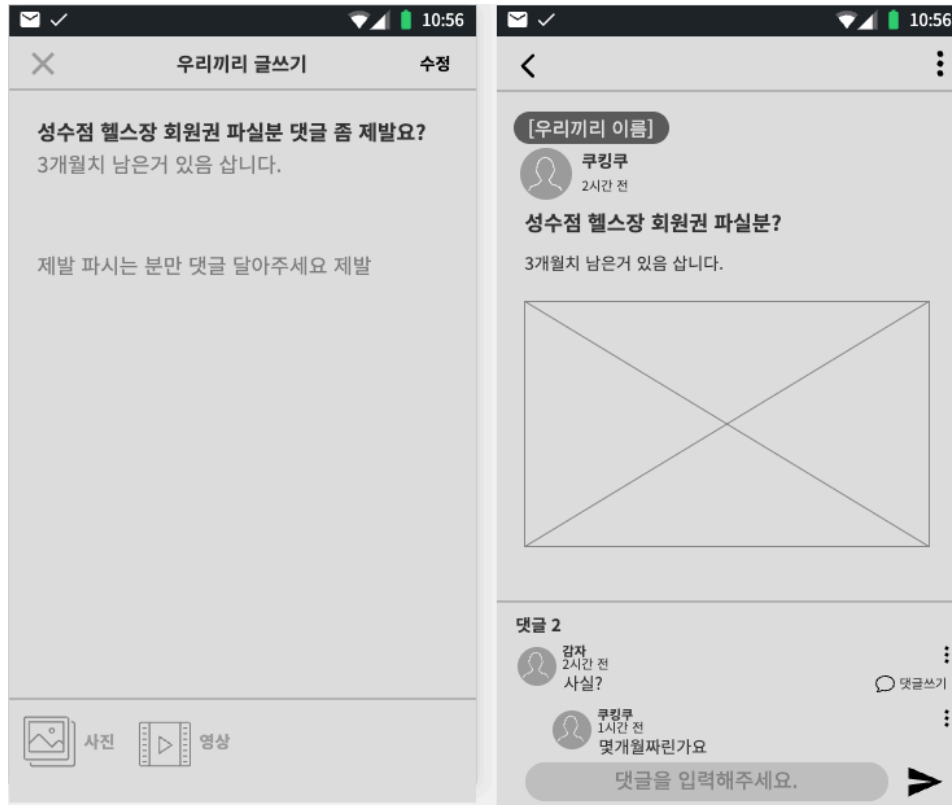 10:56
우리끼리 글쓰기
수정
성수점 헬스장 회원권 파실분 댓글 좀 제발요?
3개월치 남은거 있음 삽니다.
제발 파시는 분만 댓글 달아주세요 제발
사진
영상
10:56
[우리끼리 이름]
쿠킹쿠
2시간 전
성수점 헬스장 회원권 파실분?
3개월치 남은거 있음 삽니다.
댓글 2
감자
2시간 전
사실?
댓글쓰기
쿠킹쿠
1시간 전
몇개월짜린가요
댓글을 입력해주세요.